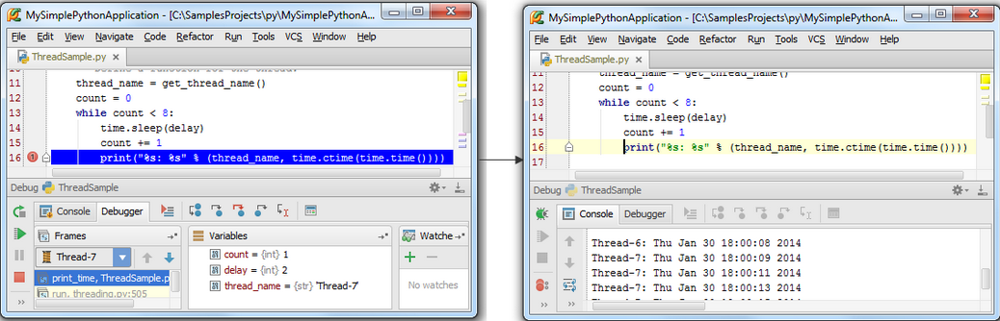 MySimplePythonApplication - [C:\SamplesProjects\py\MySimplePythonA...
File Edit View Navigate Code Refactor Run Tools VCS Window Help
ThreadSample.py
11 thread_name = get_thread_name()
12 count = 0
13 while count < 8:
14 time.sleep(delay)
15 count += 1
16 print("%s: %s" % (thread_name, time.ctime(time.time())))
Debug ThreadSample
Console Debugger
Frames Variables Watche
Thread-7
print_time, ThreadSample.p
run, threading.py:505
count = {int} 1
delay = {int} 2
thread_name = {str} 'Thread-7'
No watches
MySimplePythonApplication - [C:\SamplesProjects\py\MySimplePythonA...
File Edit View Navigate Code Refactor Run Tools VCS Window Help
ThreadSample.py
11 thread_name = get_thread_name()
12 count = 0
13 while count < 8:
14 time.sleep(delay)
15 count += 1
16 print("%s: %s" % (thread_name, time.ctime(time.time())))
17
Debug ThreadSample
Console Debugger
Thread-6: Thu Jan 30 18:00:08 2014
Thread-7: Thu Jan 30 18:00:09 2014
Thread-7: Thu Jan 30 18:00:11 2014
Thread-7: Thu Jan 30 18:00:13 2014